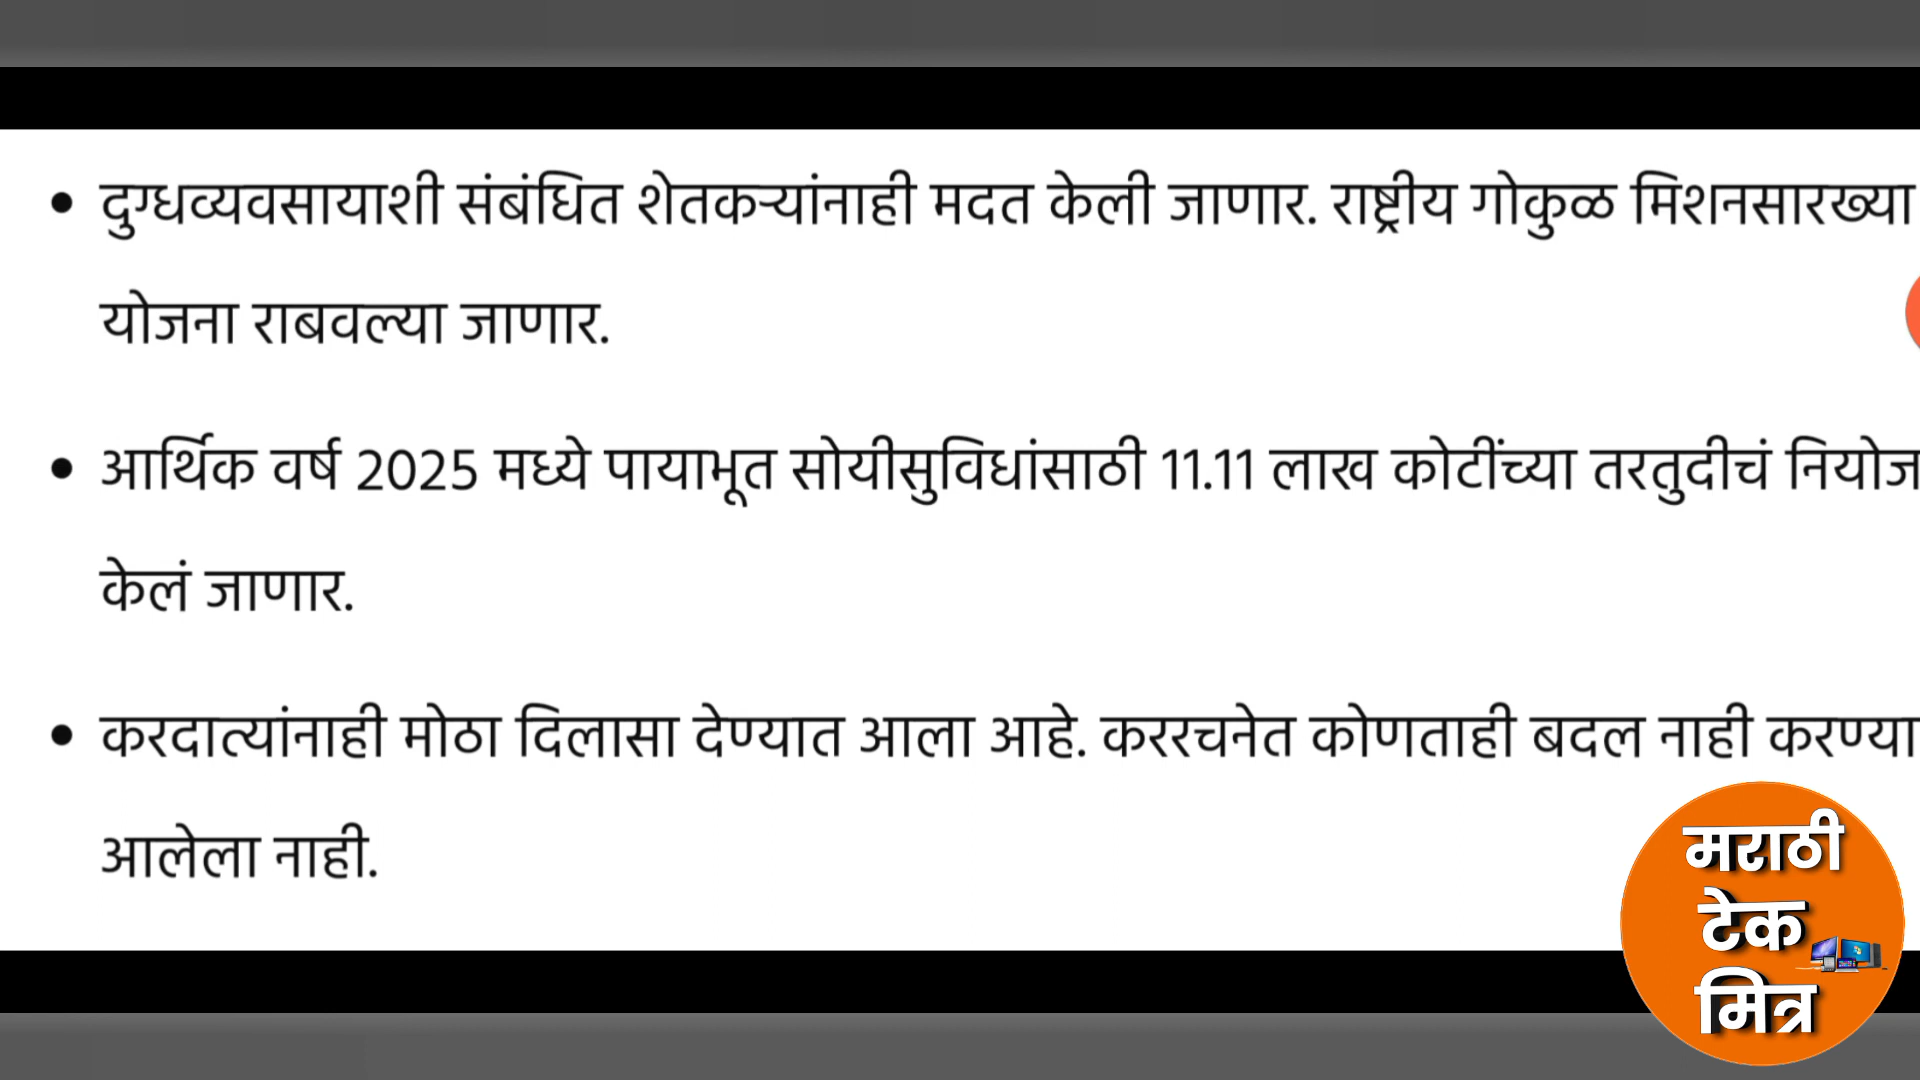 • दुग्धव्यवसायाशी संबंधित शेतकऱ्यांनाही मदत केली जाणार. राष्ट्रीय गोकुळ मिशनसारख्या
योजना राबवल्या जाणार.
• आर्थिक वर्ष 2025 मध्ये पायाभूत सोयीसुविधांसाठी 11.11 लाख कोटींच्या तरतुदीचं नियोज
केलं जाणार.
• करदात्यांनाही मोठा दिलासा देण्यात आला आहे. कररचनेत कोणताही बदल नाही करण्या
आलेला नाही.
मराठी
टेक
मित्र